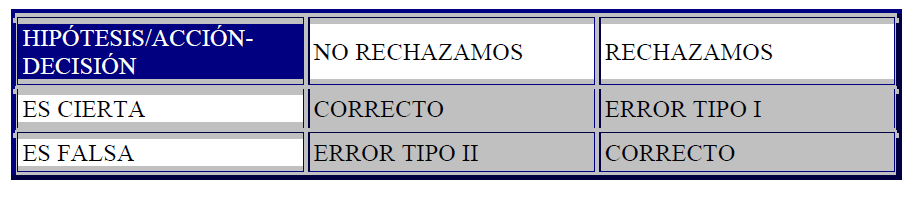 HIPÓTESIS/ACCIÓN-
DECISIÓN
NO RECHAZAMOS
RECHAZAMOS
ES CIERTA
CORRECTO
ERROR TIPO I
ES FALSA
ERROR TIPO II
CORRECTO